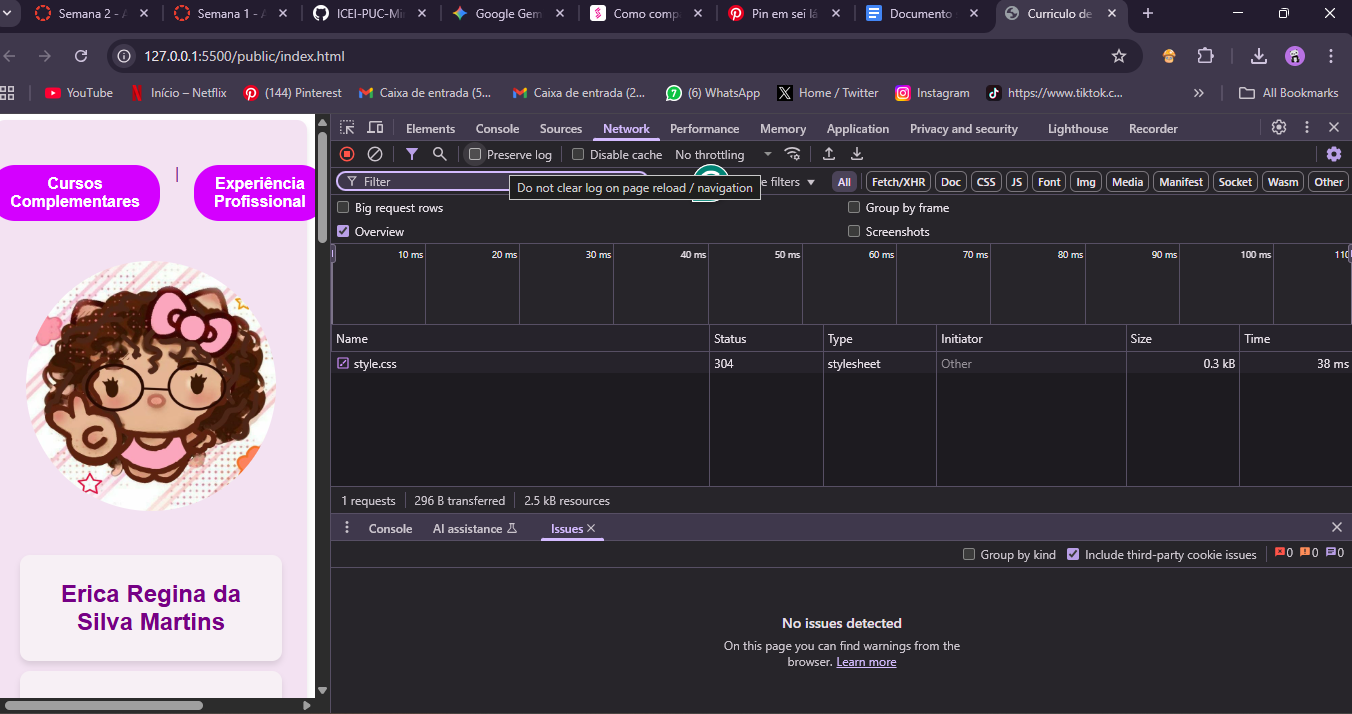 Semana 2 - A
Semana 1 - A
ICEI-PUC-Mi
Google Gem
Como comp
Pin em sei lá
Documento
Curriculo de
127.0.0.1:5500/public/index.html
YouTube
Início – Netflix
(144) Pinterest
Caixa de entrada (5...
Caixa de entrada (2...
(6) WhatsApp
Home / Twitter
Instagram
https://www.tiktok.c...
All Bookmarks
Cursos
Complementares
|
Experiência
Profissional
Erica Regina da
Silva Martins
Elements
Console
Sources
Network
Performance
Memory
Application
Privacy and security
Lighthouse
Recorder
Preserve log
Disable cache
No throttling
Filter
Do not clear log on page reload / navigation
e filters
All
Fetch/XHR
Doc
CSS
JS
Font
Img
Media
Manifest
Socket
Wasm
Other
Big request rows
Group by frame
Overview
Screenshots
10 ms
20 ms
30 ms
40 ms
50 ms
60 ms
70 ms
80 ms
90 ms
100 ms
110
Name
Status
Type
Initiator
Size
Time
style.css
304
stylesheet
Other
0.3 kB
38 ms
1 requests
296 B transferred
2.5 kB resources
Console
AI assistance
Issues
Group by kind
Include third-party cookie issues
0
0
0
No issues detected
On this page you can find warnings from the
browser. Learn more